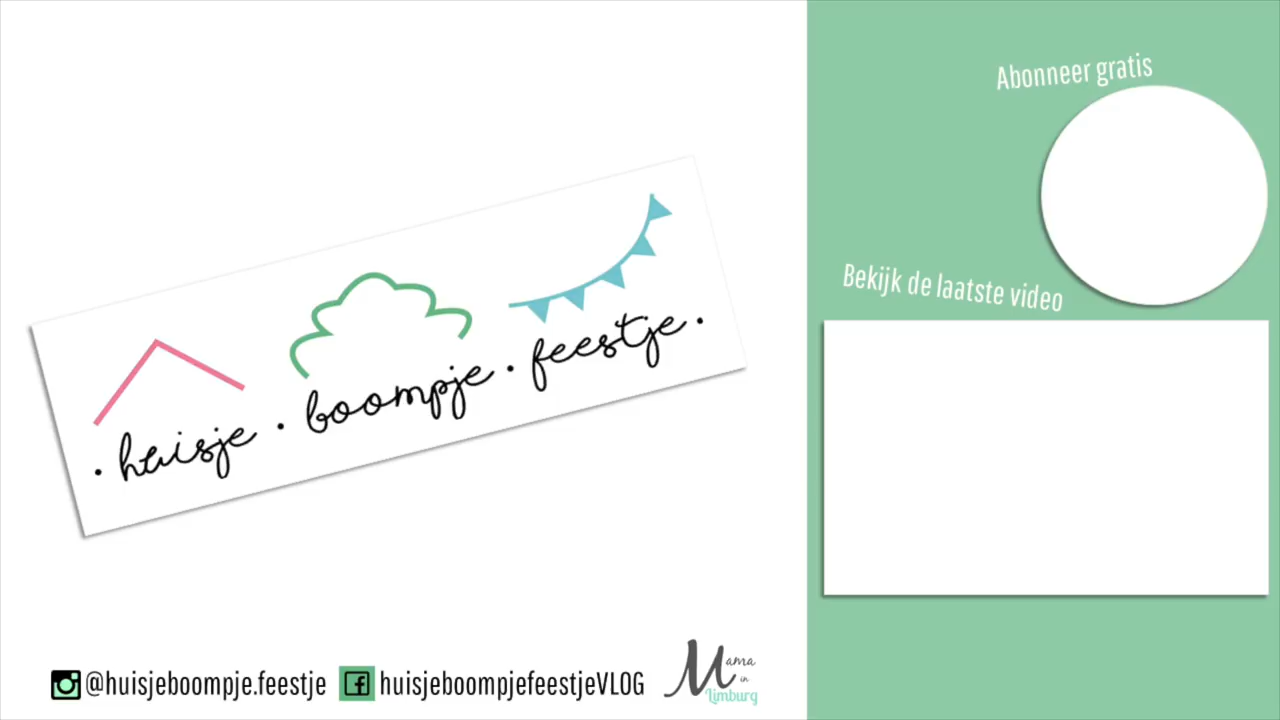 · huisje · boompje · feestje ·
@huisjeboompje.feestje
huisjeboompjefeestjeVLOG
Mama
in
Limburg
Abonneer gratis
Bekijk de laatste video